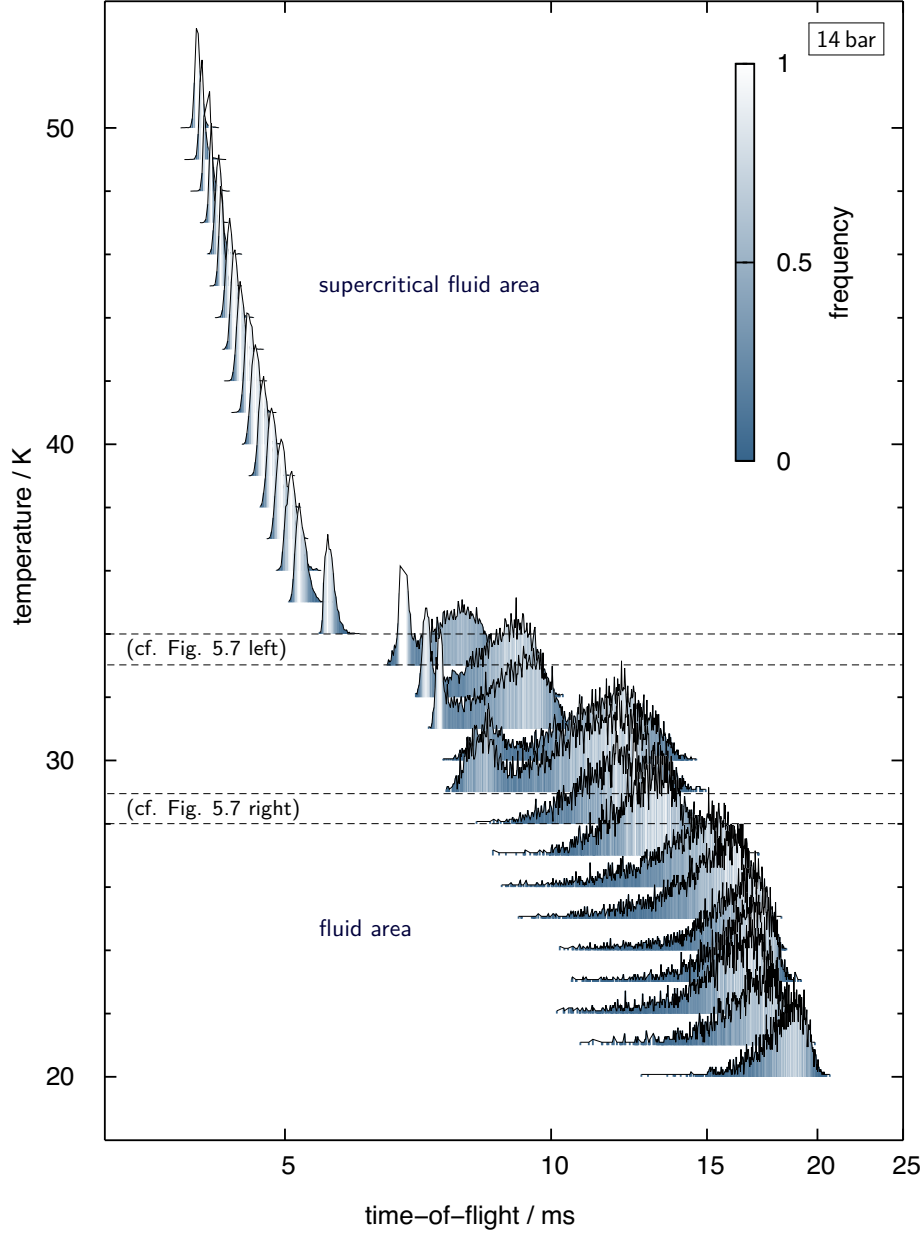 14 bar
1
50
0.5
frequency
supercritical fluid area
0
40
temperature / K
(cf. Fig. 5.7 left)
30
(cf. Fig. 5.7 right)
fluid area
20
5
10
15
20
25
time-of-flight / ms